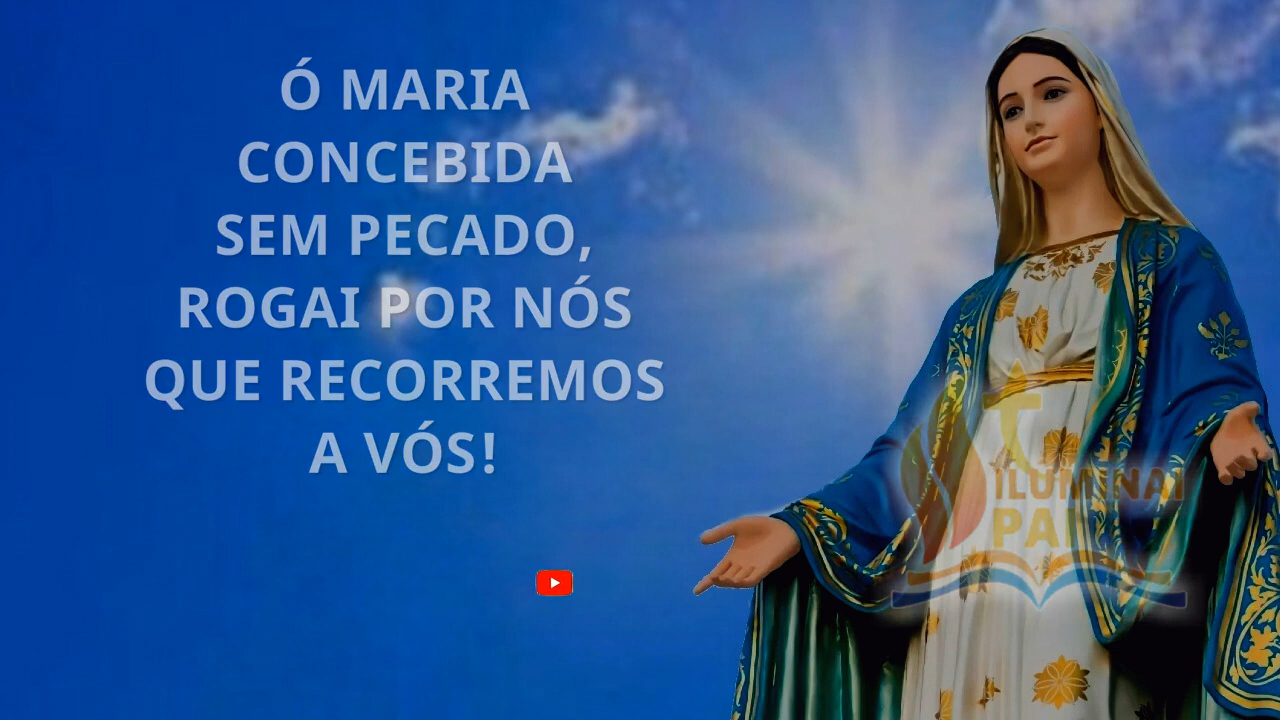 Ó MARIA
CONCEBIDA
SEM PECADO,
ROGAI POR NÓS
QUE RECORREMOS
A VÓS!
ILUMINAI
PAI